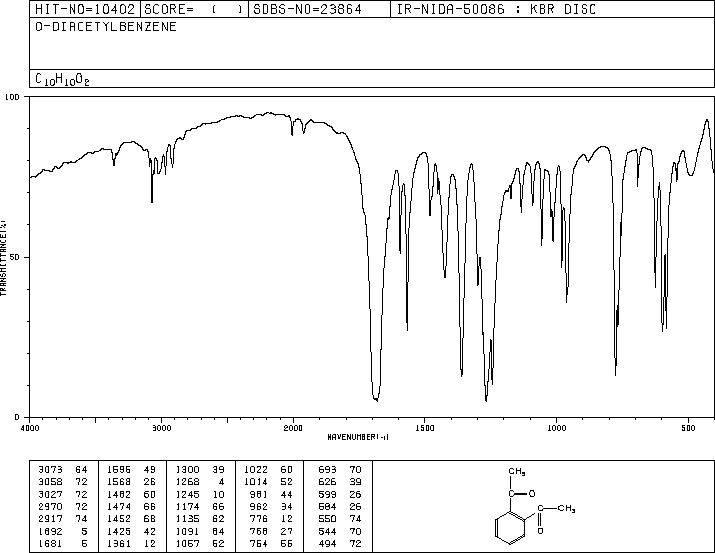 HIT-NO=10402 SCORE= ( ) SDBS-NO=23864 IR-NIDA-50086 : KBR DISC
O-DIACETYLBENZENE
C10H10O2
100
50
0
TRANSMITTANCE(%)
4000 3000 2000 1500 1000 500
WAVENUMBER(-1)
3073 64 1596 49 1300 39 1022 60 693 70
3058 72 1568 26 1268 4 1014 52 626 39
3027 72 1482 60 1245 10 981 44 599 26
2970 72 1474 66 1174 66 962 34 584 26
2917 74 1452 68 1135 62 776 12 550 74
1692 5 1425 42 1091 84 768 27 544 70
1681 5 1361 12 1057 52 764 55 494 72
CH3
C O
C CH3
O